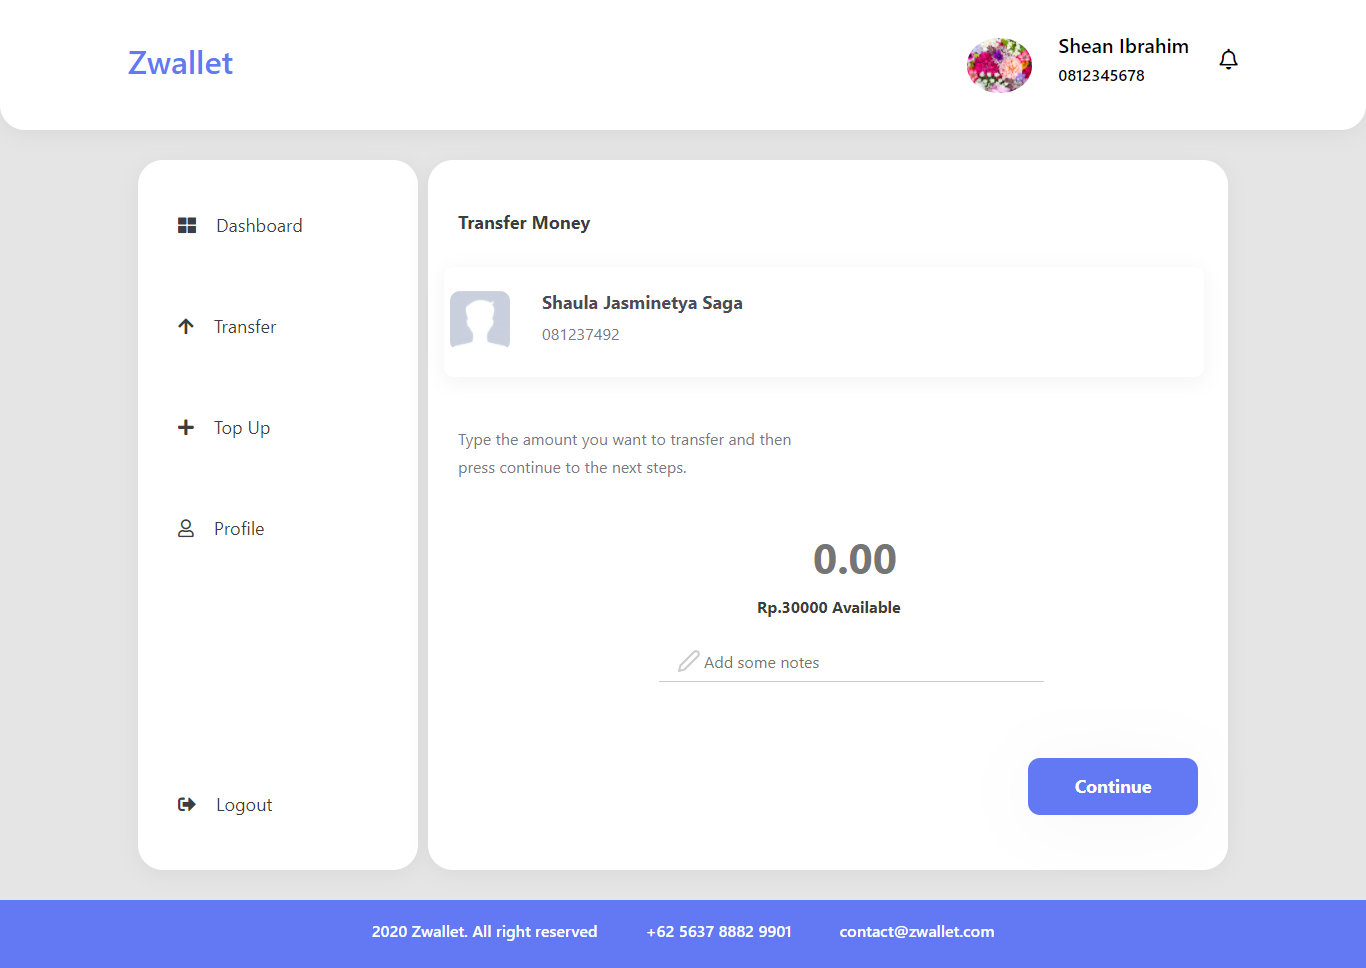 Zwallet
Shean Ibrahim
0812345678
Dashboard
Transfer
Top Up
Profile
Logout
Transfer Money
Shaula Jasminetya Saga
081237492
Type the amount you want to transfer and then
press continue to the next steps.
0.00
Rp.30000 Available
Add some notes
Continue
2020 Zwallet. All right reserved
+62 5637 8882 9901
contact@zwallet.com